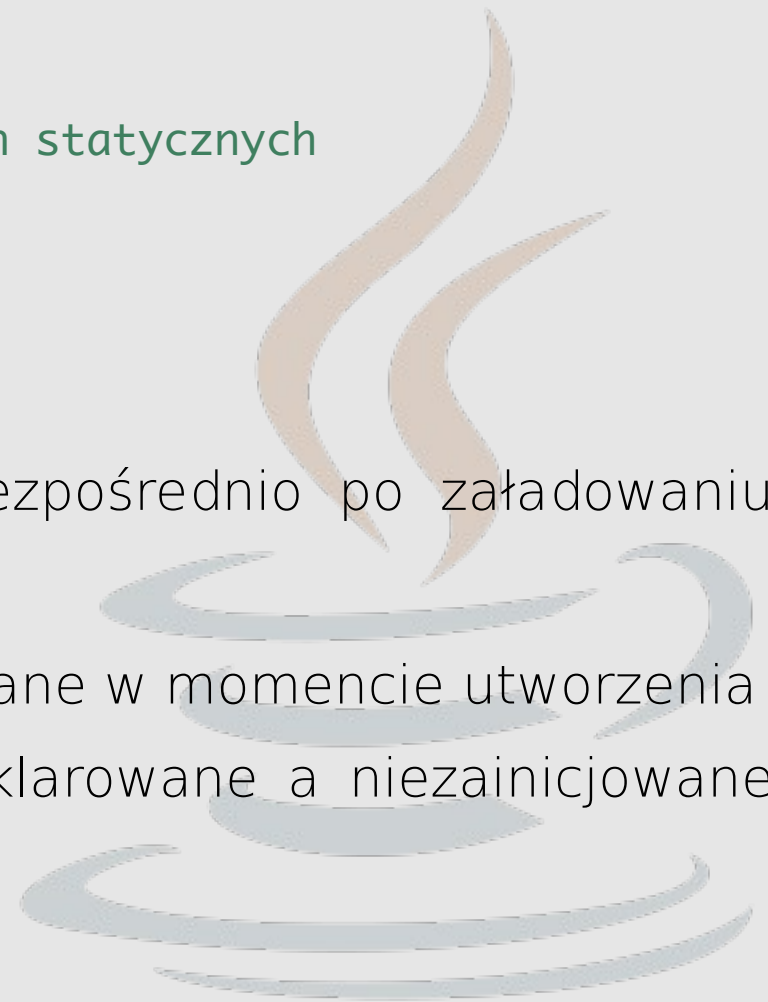 statycznych
ezpośrednio po załadowaniu
ane w momencie utworzenia
klarowane a niezainicjowane